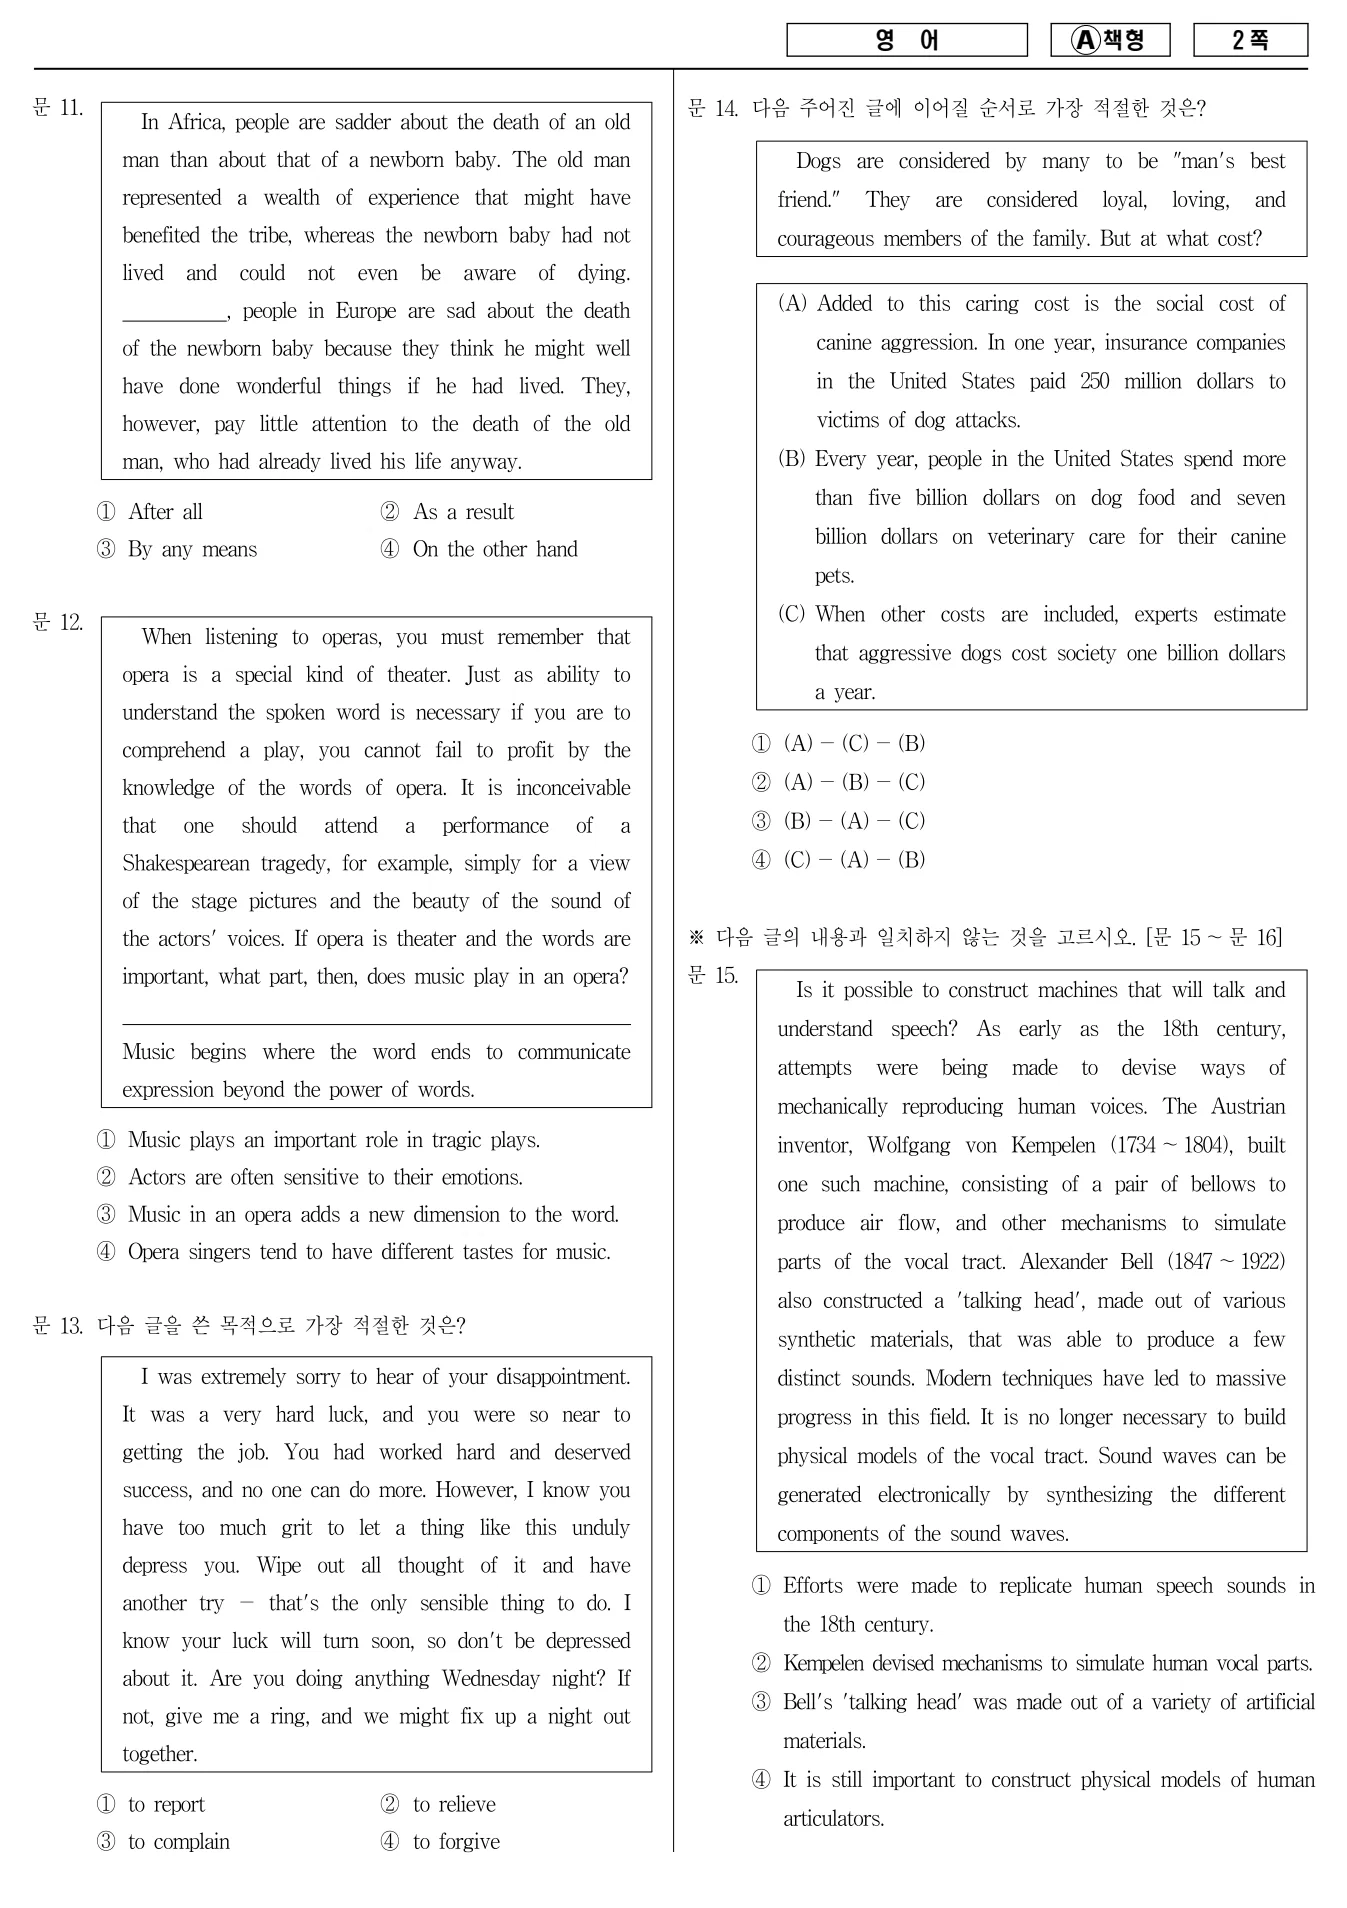 영 어
Ⓐ책형
2 쪽
문 11.
In Africa, people are sadder about the death of an old
man than about that of a newborn baby. The old man
represented a wealth of experience that might have
benefited the tribe, whereas the newborn baby had not
lived and could not even be aware of dying.
__________, people in Europe are sad about the death
of the newborn baby because they think he might well
have done wonderful things if he had lived. They,
however, pay little attention to the death of the old
man, who had already lived his life anyway.
① After all ② As a result
③ By any means ④ On the other hand
문 12.
When listening to operas, you must remember that
opera is a special kind of theater. Just as ability to
understand the spoken word is necessary if you are to
comprehend a play, you cannot fail to profit by the
knowledge of the words of opera. It is inconceivable
that one should attend a performance of a
Shakespearean tragedy, for example, simply for a view
of the stage pictures and the beauty of the sound of
the actors' voices. If opera is theater and the words are
important, what part, then, does music play in an opera?
Music begins where the word ends to communicate
expression beyond the power of words.
① Music plays an important role in tragic plays.
② Actors are often sensitive to their emotions.
③ Music in an opera adds a new dimension to the word.
④ Opera singers tend to have different tastes for music.
문 13. 다음 글을 쓴 목적으로 가장 적절한 것은?
I was extremely sorry to hear of your disappointment.
It was a very hard luck, and you were so near to
getting the job. You had worked hard and deserved
success, and no one can do more. However, I know you
have too much grit to let a thing like this unduly
depress you. Wipe out all thought of it and have
another try － that's the only sensible thing to do. I
know your luck will turn soon, so don't be depressed
about it. Are you doing anything Wednesday night? If
not, give me a ring, and we might fix up a night out
together.
① to report ② to relieve
③ to complain ④ to forgive
문 14. 다음 주어진 글에 이어질 순서로 가장 적절한 것은?
Dogs are considered by many to be "man's best
friend." They are considered loyal, loving, and
courageous members of the family. But at what cost?
(A) Added to this caring cost is the social cost of
canine aggression. In one year, insurance companies
in the United States paid 250 million dollars to
victims of dog attacks.
(B) Every year, people in the United States spend more
than five billion dollars on dog food and seven
billion dollars on veterinary care for their canine
pets.
(C) When other costs are included, experts estimate
that aggressive dogs cost society one billion dollars
a year.
① (A)－(C)－(B)
② (A)－(B)－(C)
③ (B)－(A)－(C)
④ (C)－(A)－(B)
※ 다음 글의 내용과 일치하지 않는 것을 고르시오. [문 15 ~ 문 16]
문 15.
Is it possible to construct machines that will talk and
understand speech? As early as the 18th century,
attempts were being made to devise ways of
mechanically reproducing human voices. The Austrian
inventor, Wolfgang von Kempelen (1734 ~ 1804), built
one such machine, consisting of a pair of bellows to
produce air flow, and other mechanisms to simulate
parts of the vocal tract. Alexander Bell (1847 ~ 1922)
also constructed a 'talking head', made out of various
synthetic materials, that was able to produce a few
distinct sounds. Modern techniques have led to massive
progress in this field. It is no longer necessary to build
physical models of the vocal tract. Sound waves can be
generated electronically by synthesizing the different
components of the sound waves.
① Efforts were made to replicate human speech sounds in
the 18th century.
② Kempelen devised mechanisms to simulate human vocal parts.
③ Bell's 'talking head' was made out of a variety of artificial
materials.
④ It is still important to construct physical models of human
articulators.